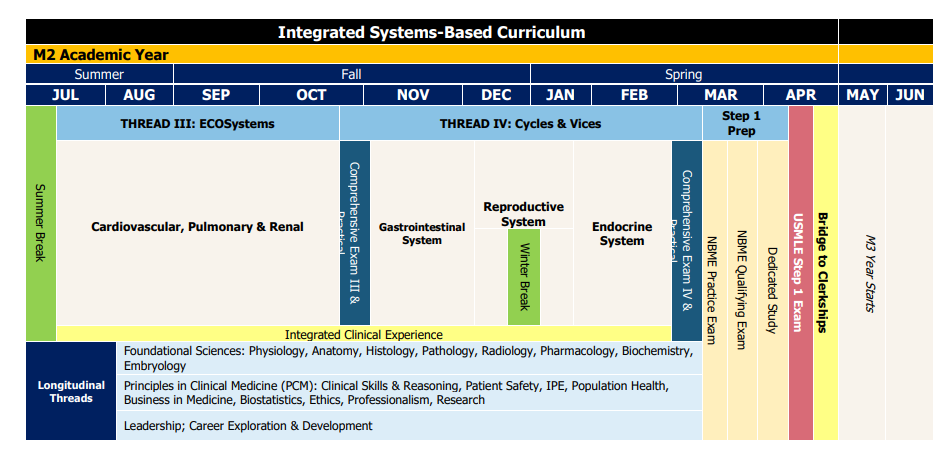 Integrated Systems-Based Curriculum
M2 Academic Year
Summer Fall Spring
JUL AUG SEP OCT NOV DEC JAN FEB MAR APR MAY JUN
THREAD III: ECOSystems
THREAD IV: Cycles & Vices
Step 1
Prep
Summer Break
Cardiovascular, Pulmonary & Renal
Comprehensive Exam III &
Practical
Gastrointestinal
System
Reproductive
System
Winter Break
Endocrine
System
Comprehensive Exam IV &
Practical
NBME Practice Exam
NBME Qualifying Exam
Dedicated Study
USMLE Step 1 Exam
Bridge to Clerkships
M3 Year Starts
Integrated Clinical Experience
Longitudinal
Threads
Foundational Sciences: Physiology, Anatomy, Histology, Pathology, Radiology, Pharmacology, Biochemistry,
Embryology
Principles in Clinical Medicine (PCM): Clinical Skills & Reasoning, Patient Safety, IPE, Population Health,
Business in Medicine, Biostatistics, Ethics, Professionalism, Research
Leadership; Career Exploration & Development